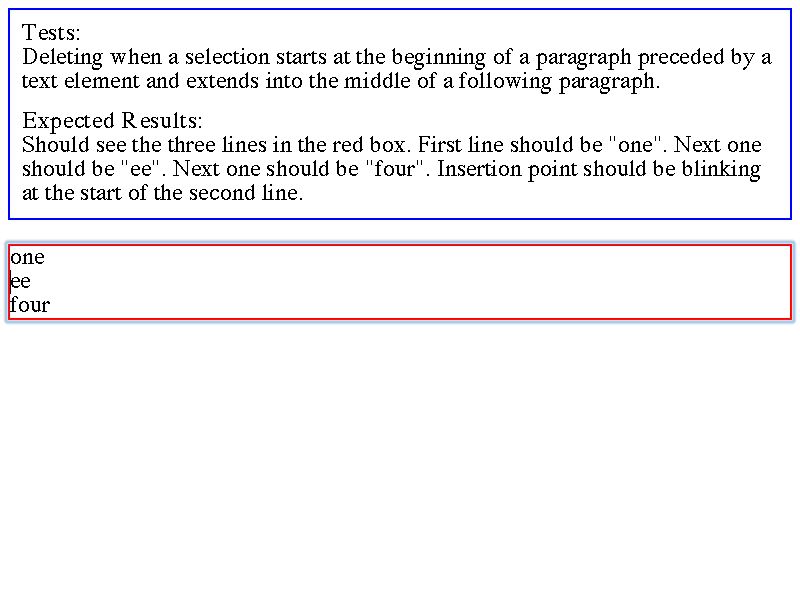 Tests:
Deleting when a selection starts at the beginning of a paragraph preceded by a
text element and extends into the middle of a following paragraph.
Expected Results:
Should see the three lines in the red box. First line should be "one". Next one
should be "ee". Next one should be "four". Insertion point should be blinking
at the start of the second line.
one
ee
four